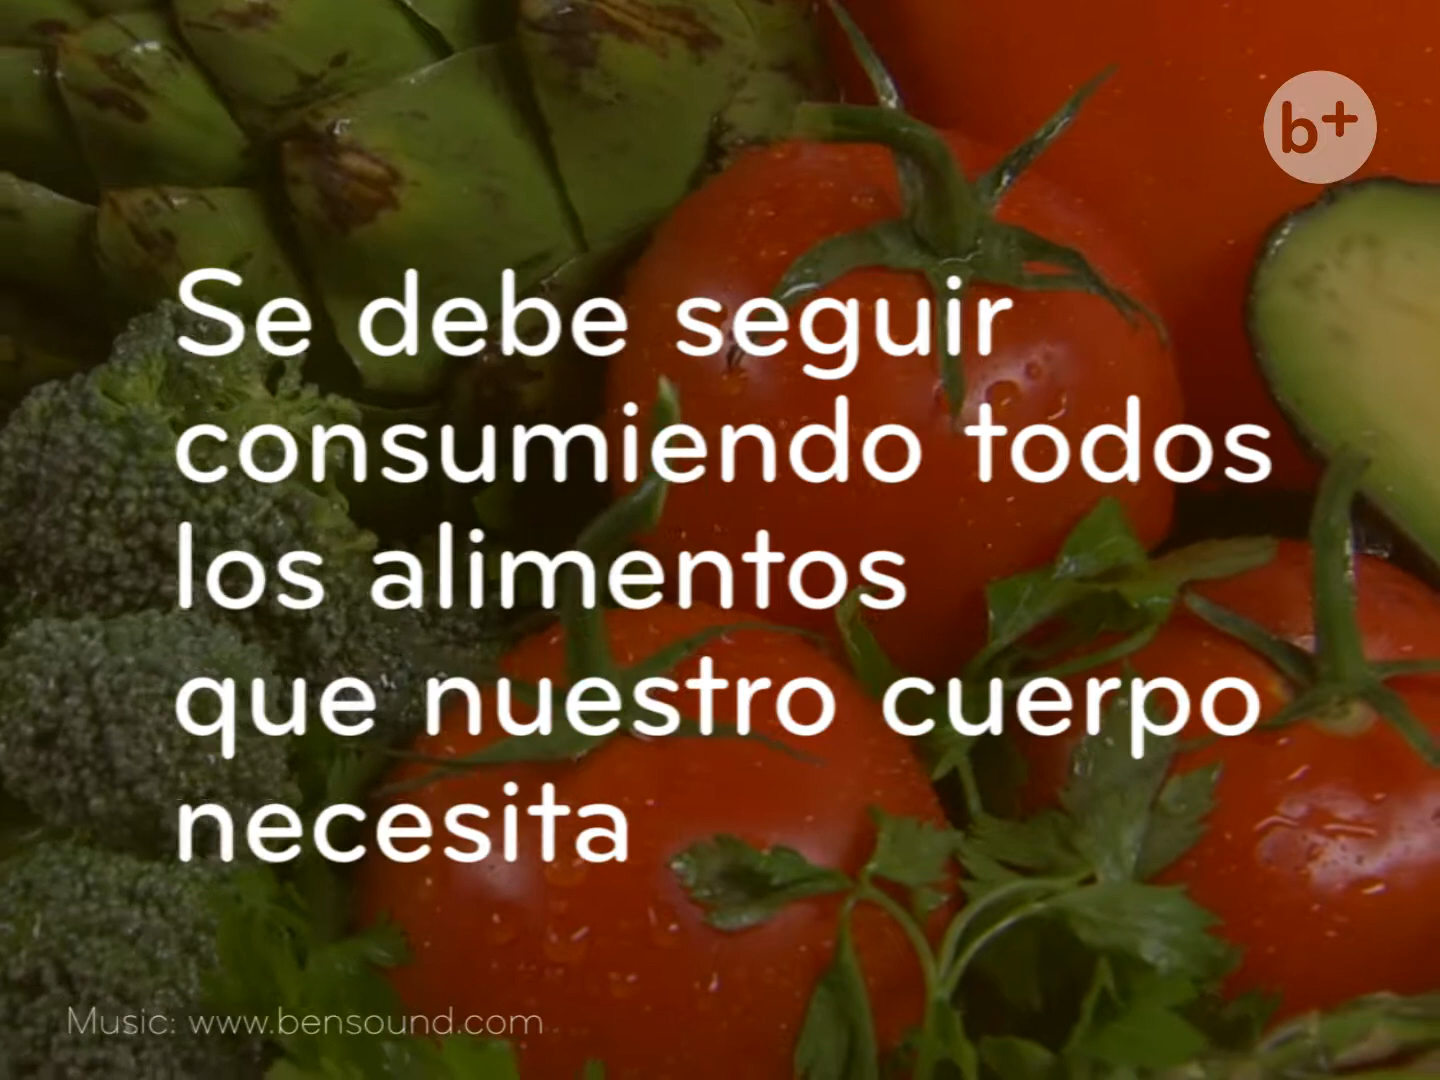 b+
Se debe seguir
consumiendo todos
los alimentos
que nuestro cuerpo
necesita
Music: www.bensound.com